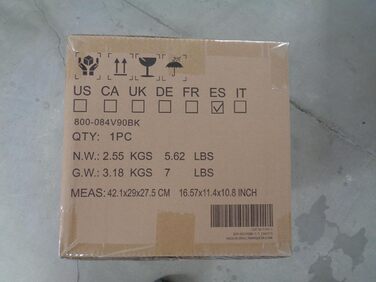 US CA UK DE FR ES IT
800-084V90BK
QTY: 1PC
N.W.: 2.55 KGS 5.62 LBS
G.W.: 3.18 KGS 7 LBS
MEAS: 42.1x29x27.5 CM 16.57x11.4x10.8 INCH